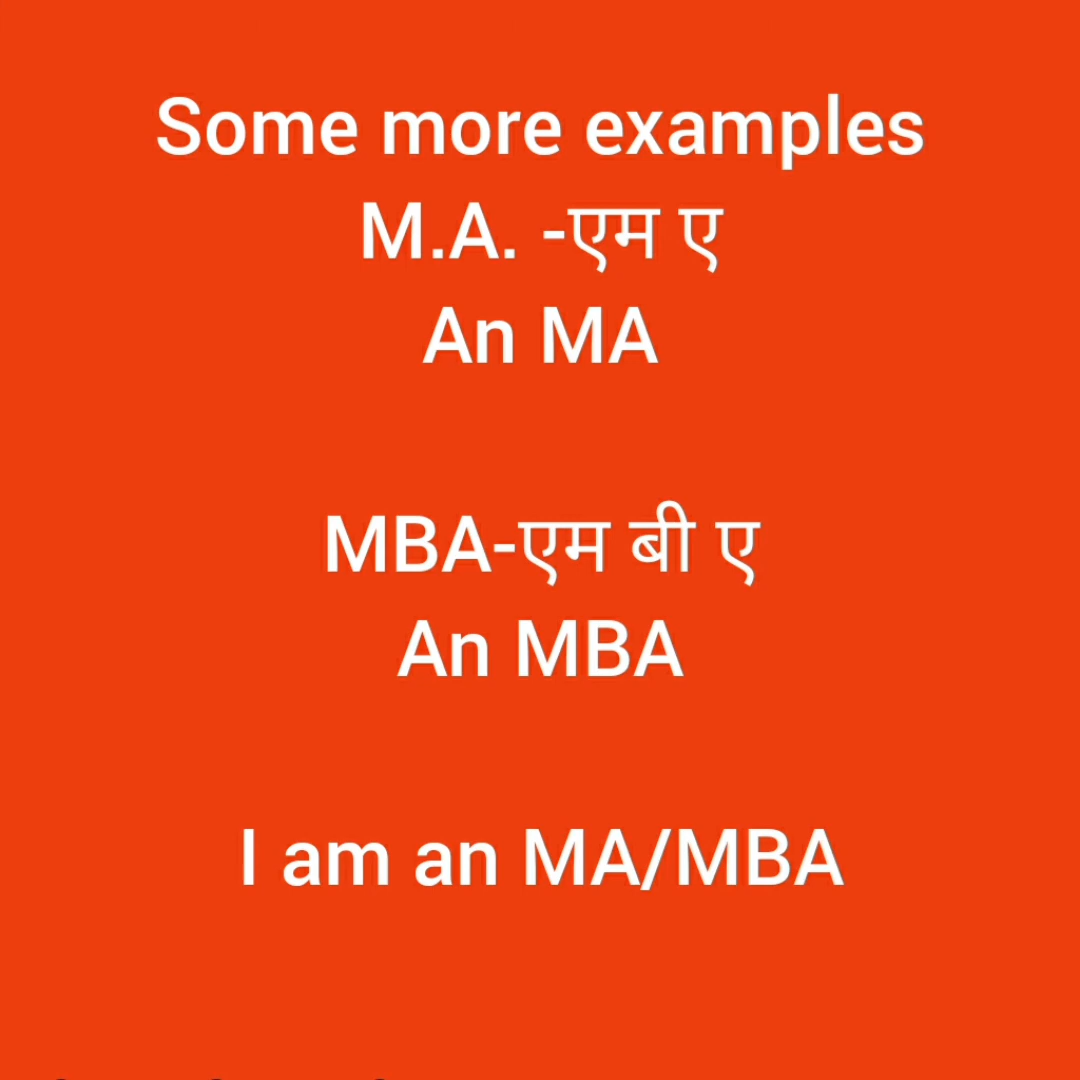 Some more examples
M.A. -एम ए
An MA
MBA-एम बी ए
An MBA
I am an MA/MBA